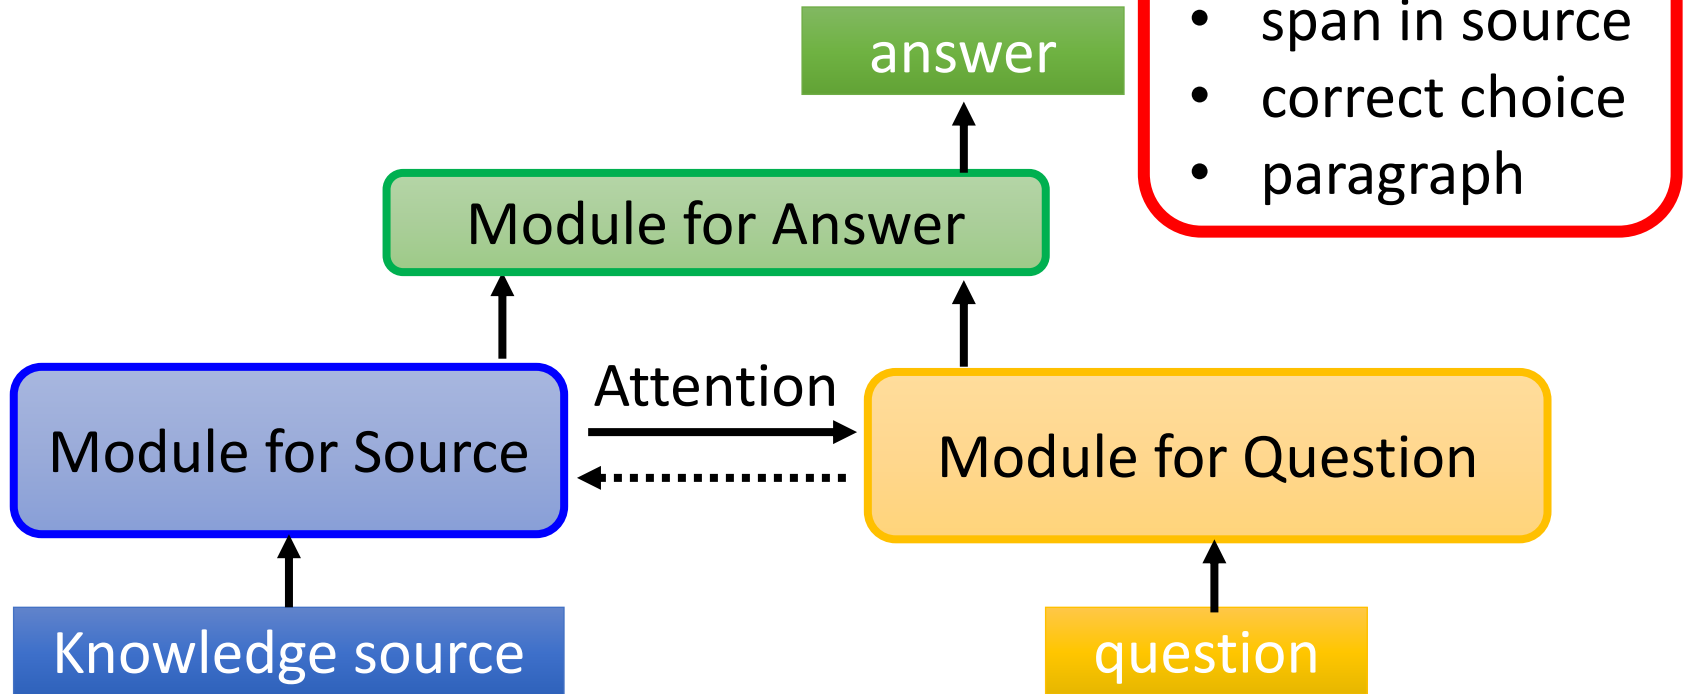 answer
• span in source
• correct choice
• paragraph
Module for Answer
Attention
Module for Source
Module for Question
Knowledge source
question